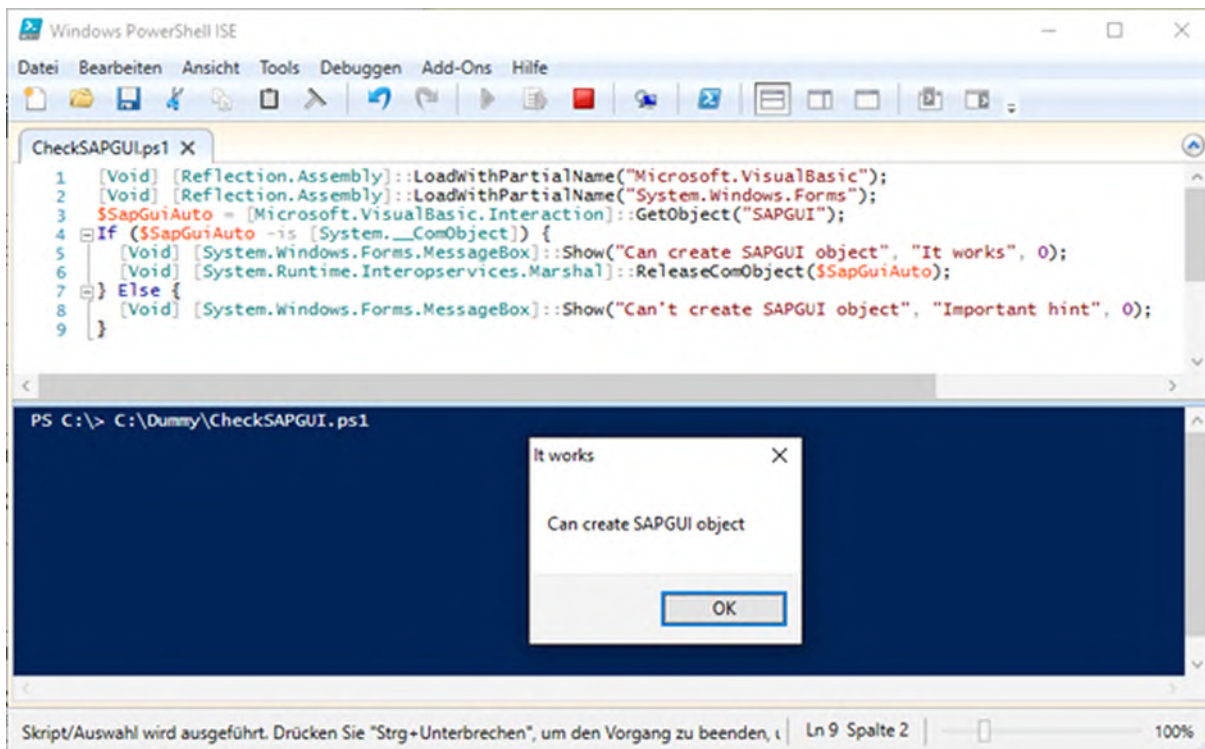 Windows PowerShell ISE
Datei Bearbeiten Ansicht Tools Debuggen Add-Ons Hilfe
CheckSAPGUI.ps1
1 [Void] [Reflection.Assembly]::LoadWithPartialName("Microsoft.VisualBasic");
2 [Void] [Reflection.Assembly]::LoadWithPartialName("System.Windows.Forms");
3 $SapGuiAuto = [Microsoft.VisualBasic.Interaction]::GetObject("SAPGUI");
4 If ($SapGuiAuto -is [System.__ComObject]) {
5 [Void] [System.Windows.Forms.MessageBox]::Show("Can create SAPGUI object", "It works", 0);
6 [Void] [System.Runtime.Interopservices.Marshal]::ReleaseComObject($SapGuiAuto);
7 } Else {
8 [Void] [System.Windows.Forms.MessageBox]::Show("Can't create SAPGUI object", "Important hint", 0);
9 }
PS C:\> C:\Dummy\CheckSAPGUI.ps1
It works
Can create SAPGUI object
OK
Skript/Auswahl wird ausgeführt. Drücken Sie "Strg+Unterbrechen", um den Vorgang zu beenden, Ln 9 Spalte 2 100%